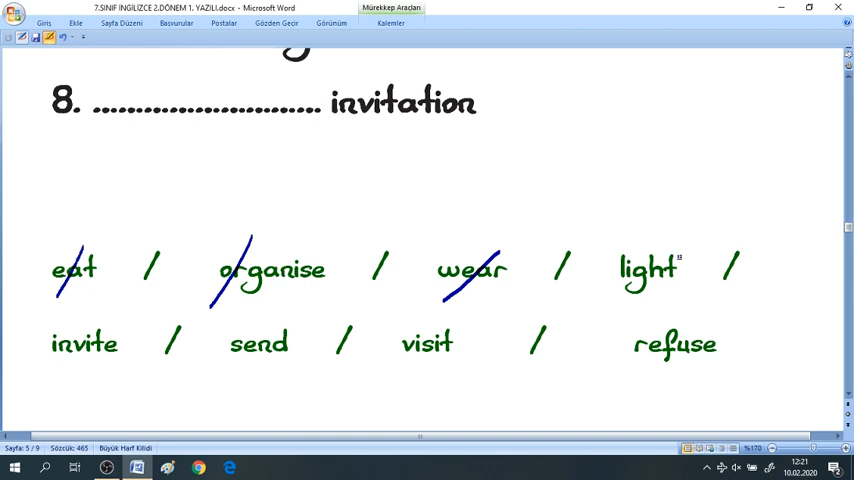 7.SINIF İNGİLİZCE 2.DÖNEM 1. YAZILI.docx - Microsoft Word
Mürekkep Araçları
Giriş Ekle Sayfa Düzeni Başvurular Postalar Gözden Geçir Görünüm Kalemler
8. ........................... invitation
eat / organise / wear / light /
invite / send / visit / refuse
Sayfa: 5 / 9 Sözcük: 465 Büyük Harf Kilidi %170
12:21
10.02.2020
2